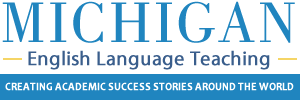 MICHIGAN
English Language Teaching
CREATING ACADEMIC SUCCESS STORIES AROUND THE WORLD